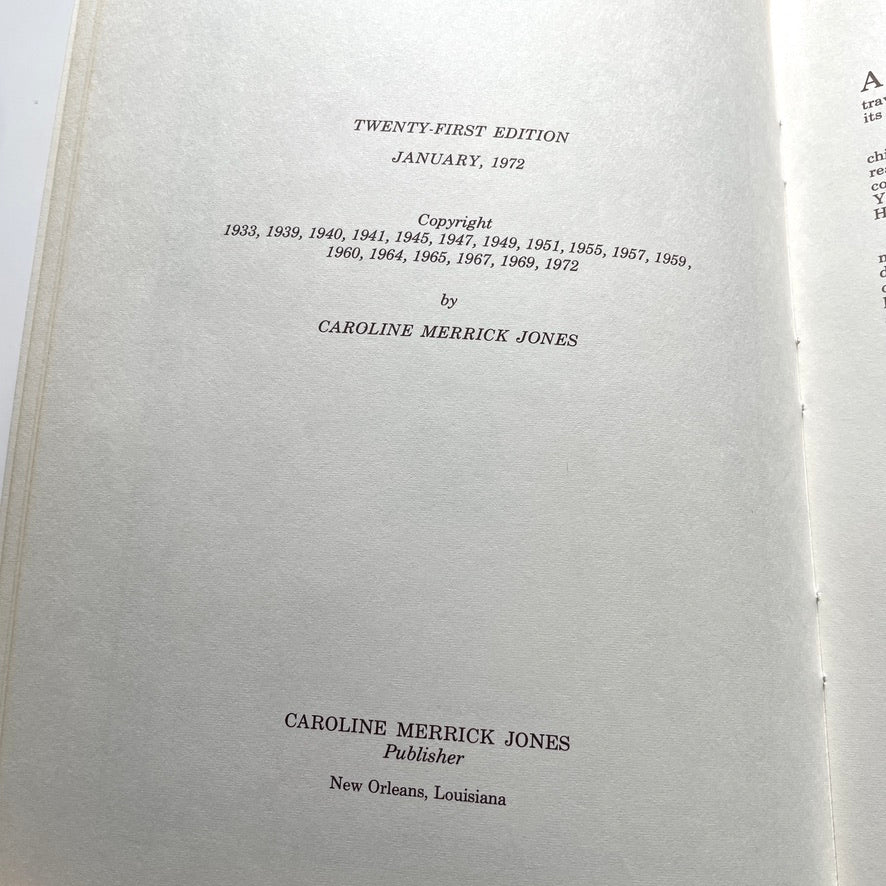 TWENTY-FIRST EDITION
JANUARY, 1972
Copyright
1933, 1939, 1940, 1941, 1945, 1947, 1949, 1951, 1955, 1957, 1959,
1960, 1964, 1965, 1967, 1969, 1972
by
CAROLINE MERRICK JONES
CAROLINE MERRICK JONES
Publisher
New Orleans, Louisiana
A
its